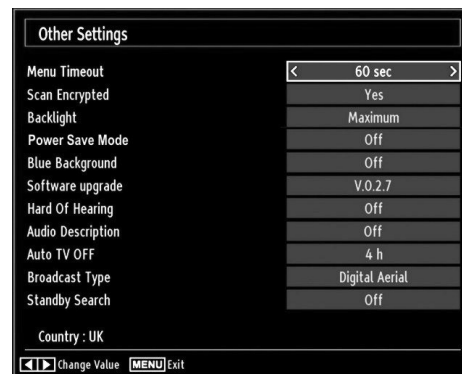 Other Settings
Menu Timeout < 60 sec >
Scan Encrypted Yes
Backlight Maximum
Power Save Mode Off
Blue Background Off
Software upgrade V.0.2.7
Hard Of Hearing Off
Audio Description Off
Auto TV OFF 4 h
Broadcast Type Digital Aerial
Standby Search Off
Country : UK
Change Value MENU Exit